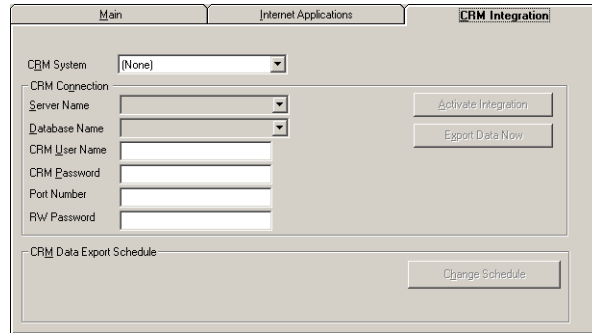 Main
Internet Applications
CRM Integration
CRM System
(None)
CRM Connection
Server Name
Activate Integration
Database Name
Export Data Now
CRM User Name
CRM Password
Port Number
RW Password
CRM Data Export Schedule
Change Schedule